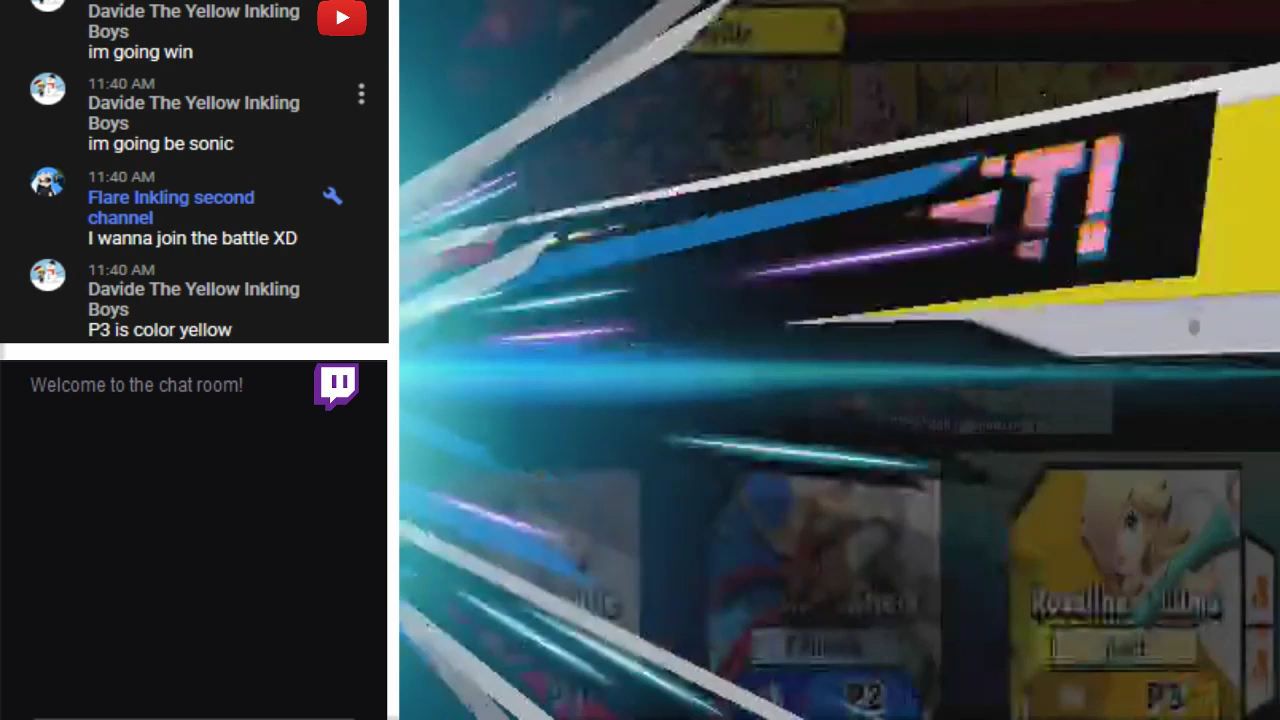 Davide The Yellow Inkling
Boys
im going win
11:40 AM
Davide The Yellow Inkling
Boys
im going be sonic
11:40 AM
Flare Inkling second
channel
I wanna join the battle XD
11:40 AM
Davide The Yellow Inkling
Boys
P3 is color yellow
Welcome to the chat room!
T!
P2
P3